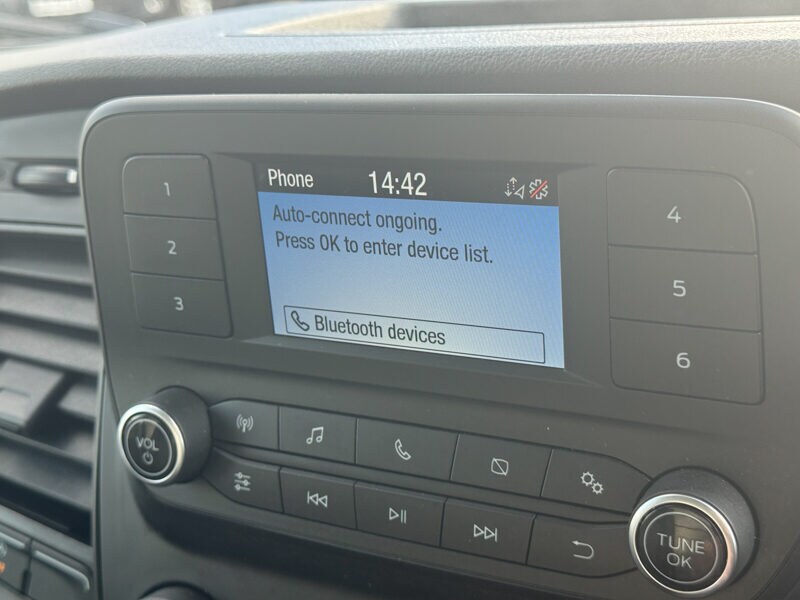 Phone 14:42
Auto-connect ongoing.
Press OK to enter device list.
Bluetooth devices
1
2
3
4
5
6
VOL
TUNE
OK